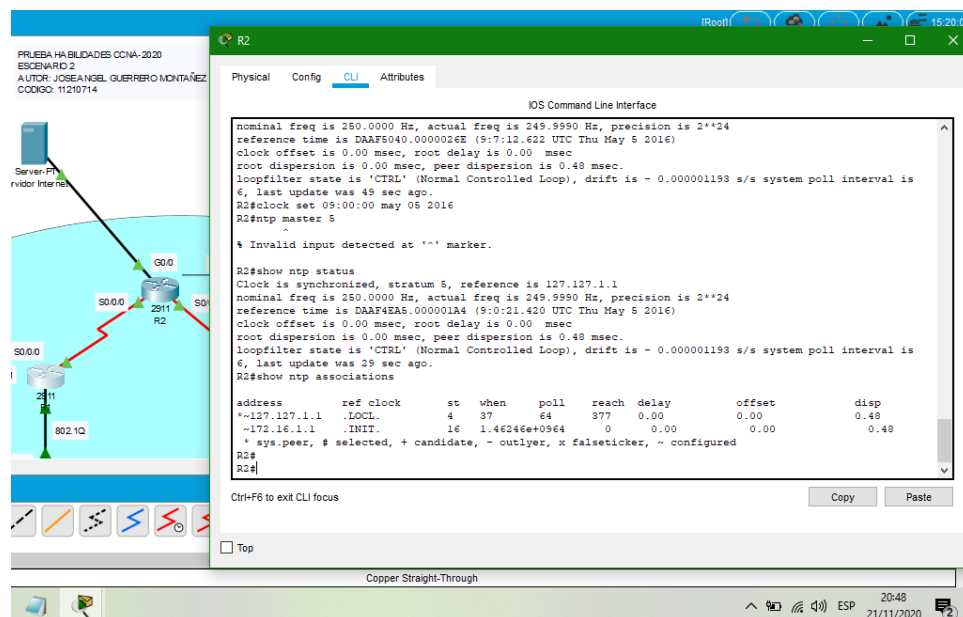 [Root]
15:20:0
PRUEBA HABILIDADES CCNA-2020
ESCENARIO 2
AUTOR: JOSEANGEL GUERRERO MONTAÑEZ
CODIGO: 11210714
Server-PT
rvidor Internet
G0/0
S0/0/0
S0/
2911
R2
S0/0/0
2911
802.1Q
R2
Physical Config CLI Attributes
IOS Command Line Interface
nominal freq is 250.0000 Hz, actual freq is 249.9990 Hz, precision is 2**24
reference time is DAAF5040.0000026E (9:7:12.622 UTC Thu May 5 2016)
clock offset is 0.00 msec, root delay is 0.00 msec
root dispersion is 0.00 msec, peer dispersion is 0.48 msec.
loopfilter state is 'CTRL' (Normal Controlled Loop), drift is - 0.000001193 s/s system poll interval is
6, last update was 49 sec ago.
R2#clock set 09:00:00 may 05 2016
R2#ntp master 5
^
% Invalid input detected at '^' marker.
R2#show ntp status
Clock is synchronized, stratum 5, reference is 127.127.1.1
nominal freq is 250.0000 Hz, actual freq is 249.9990 Hz, precision is 2**24
reference time is DAAF4EA5.000001A4 (9:0:21.420 UTC Thu May 5 2016)
clock offset is 0.00 msec, root delay is 0.00 msec
root dispersion is 0.00 msec, peer dispersion is 0.48 msec.
loopfilter state is 'CTRL' (Normal Controlled Loop), drift is - 0.000001193 s/s system poll interval is
6, last update was 29 sec ago.
R2#show ntp associations
address ref clock st when poll reach delay offset disp
*~127.127.1.1 .LOCL. 4 37 64 377 0.00 0.00 0.48
~172.16.1.1 .INIT. 16 1.46246e+0964 0 0.00 0.00 0.48
* sys.peer, # selected, + candidate, - outlyer, x falseticker, ~ configured
R2#
R2#
Ctrl+F6 to exit CLI focus
Copy
Paste
Top
Copper Straight-Through
ESP
20:48
21/11/2020
2